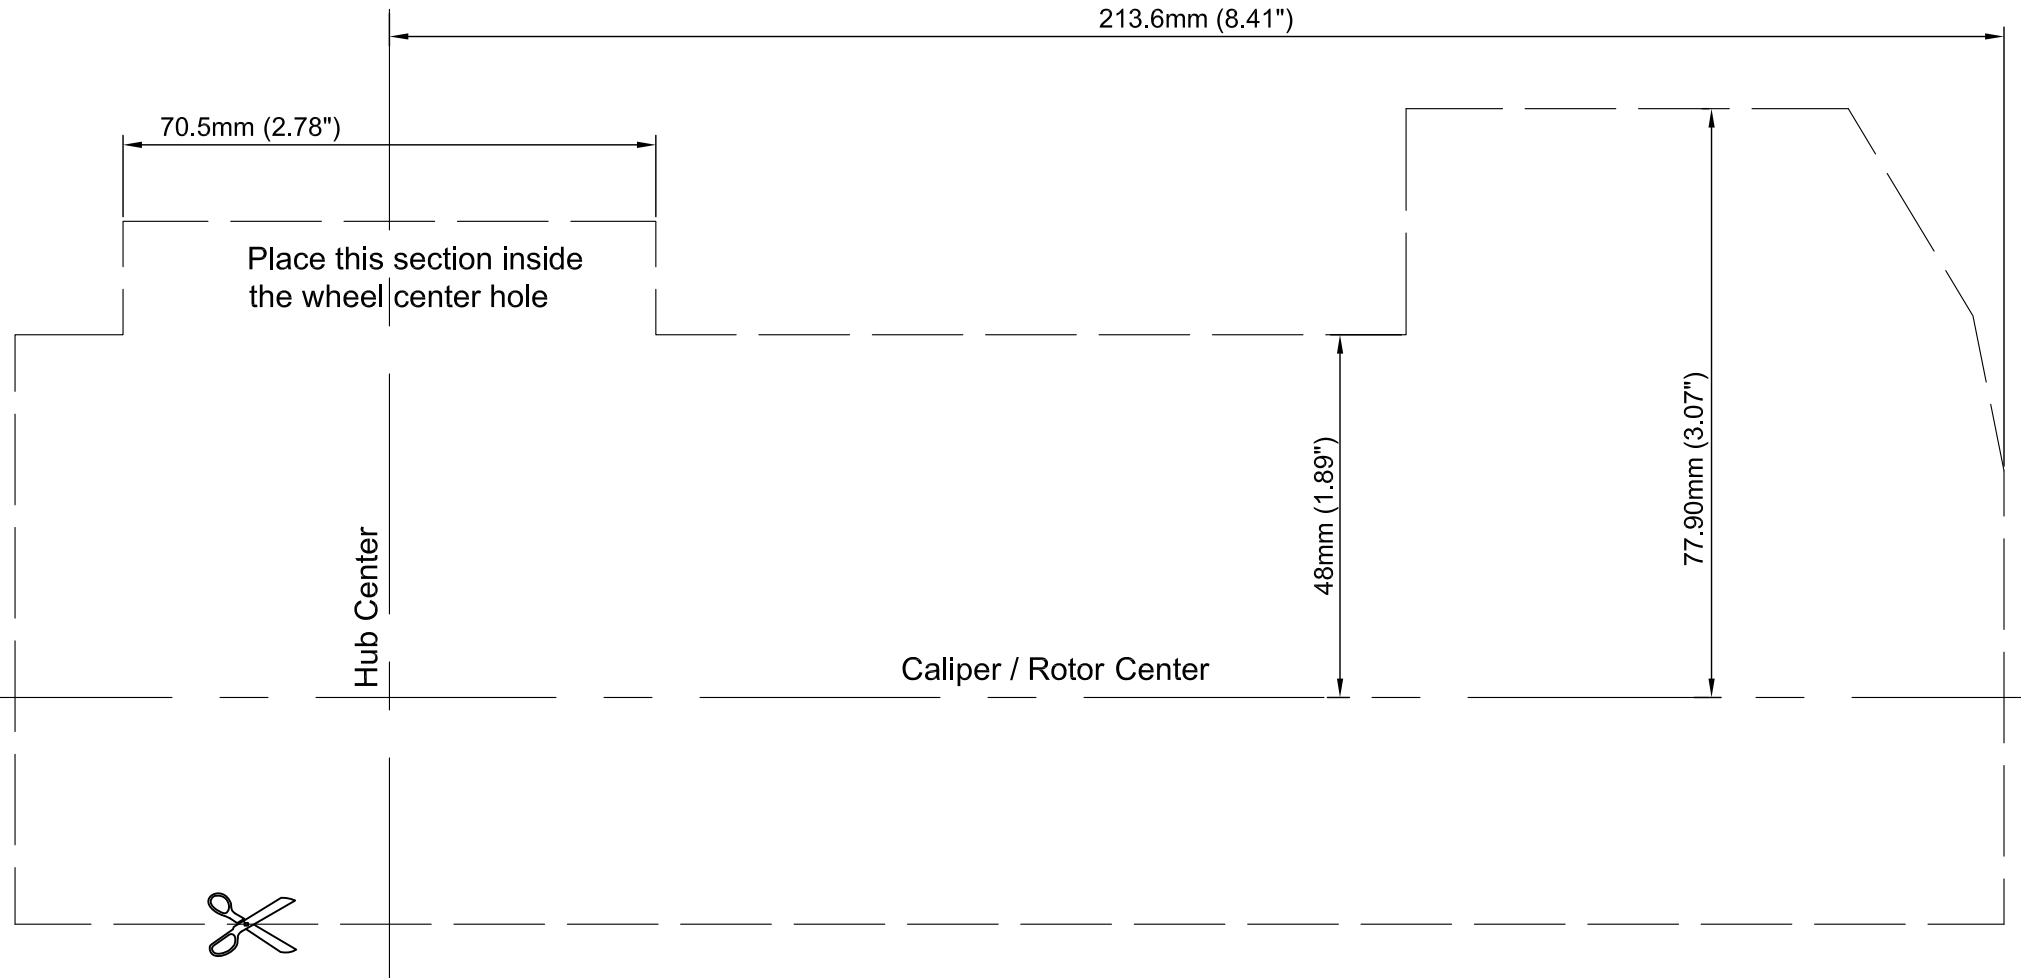 213.6mm (8.41")
70.5mm (2.78")
Place this section inside
the wheel center hole
48mm (1.89")
77.90mm (3.07")
Hub Center
Caliper / Rotor Center